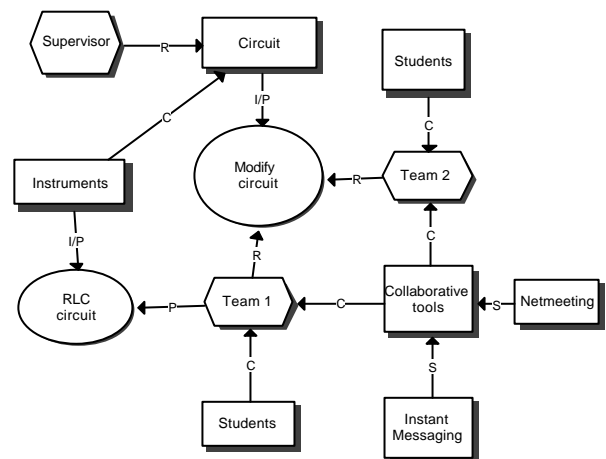 Supervisor
R
Circuit
Students
C
I/P
C
Instruments
Modify
circuit
R
Team 2
I/P
R
C
RLC
circuit
P
Team 1
C
Collaborative
tools
S
Netmeeting
C
S
Students
Instant
Messaging